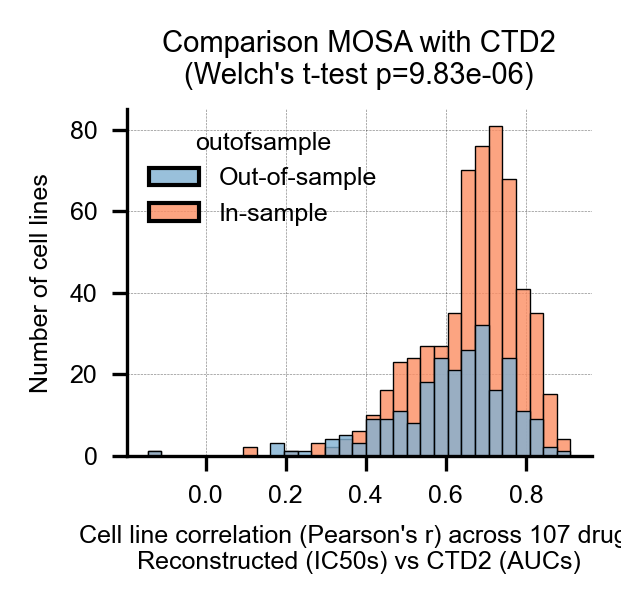 Comparison MOSA with CTD2
(Welch's t-test p=9.83e-06)
80
60
40
20
0
Number of cell lines
outofsample
Out-of-sample
In-sample
0.0 0.2 0.4 0.6 0.8
Cell line correlation (Pearson's r) across 107 drug
Reconstructed (IC50s) vs CTD2 (AUCs)